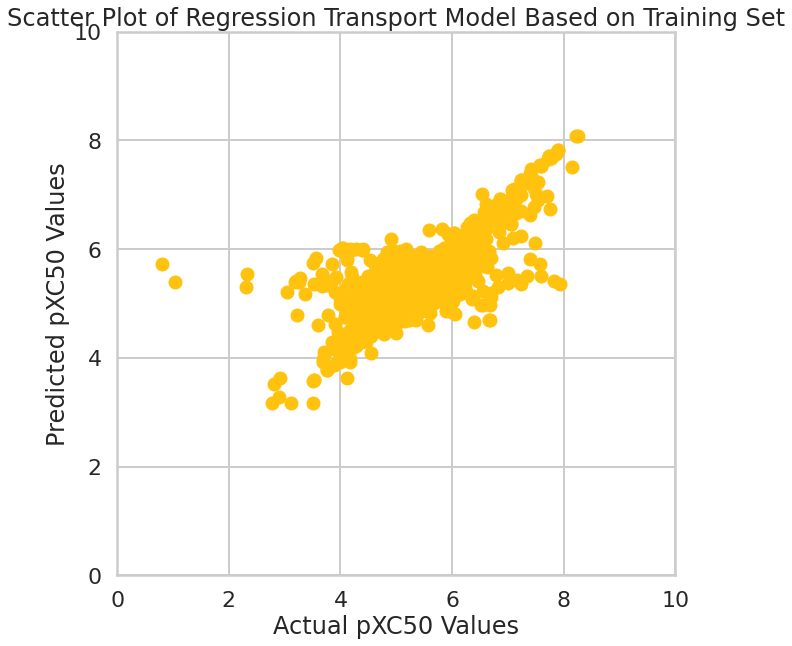 Scatter Plot of Regression Transport Model Based on Training Set
10
8
6
4
2
0
Predicted pXC50 Values
0 2 4 6 8 10
Actual pXC50 Values